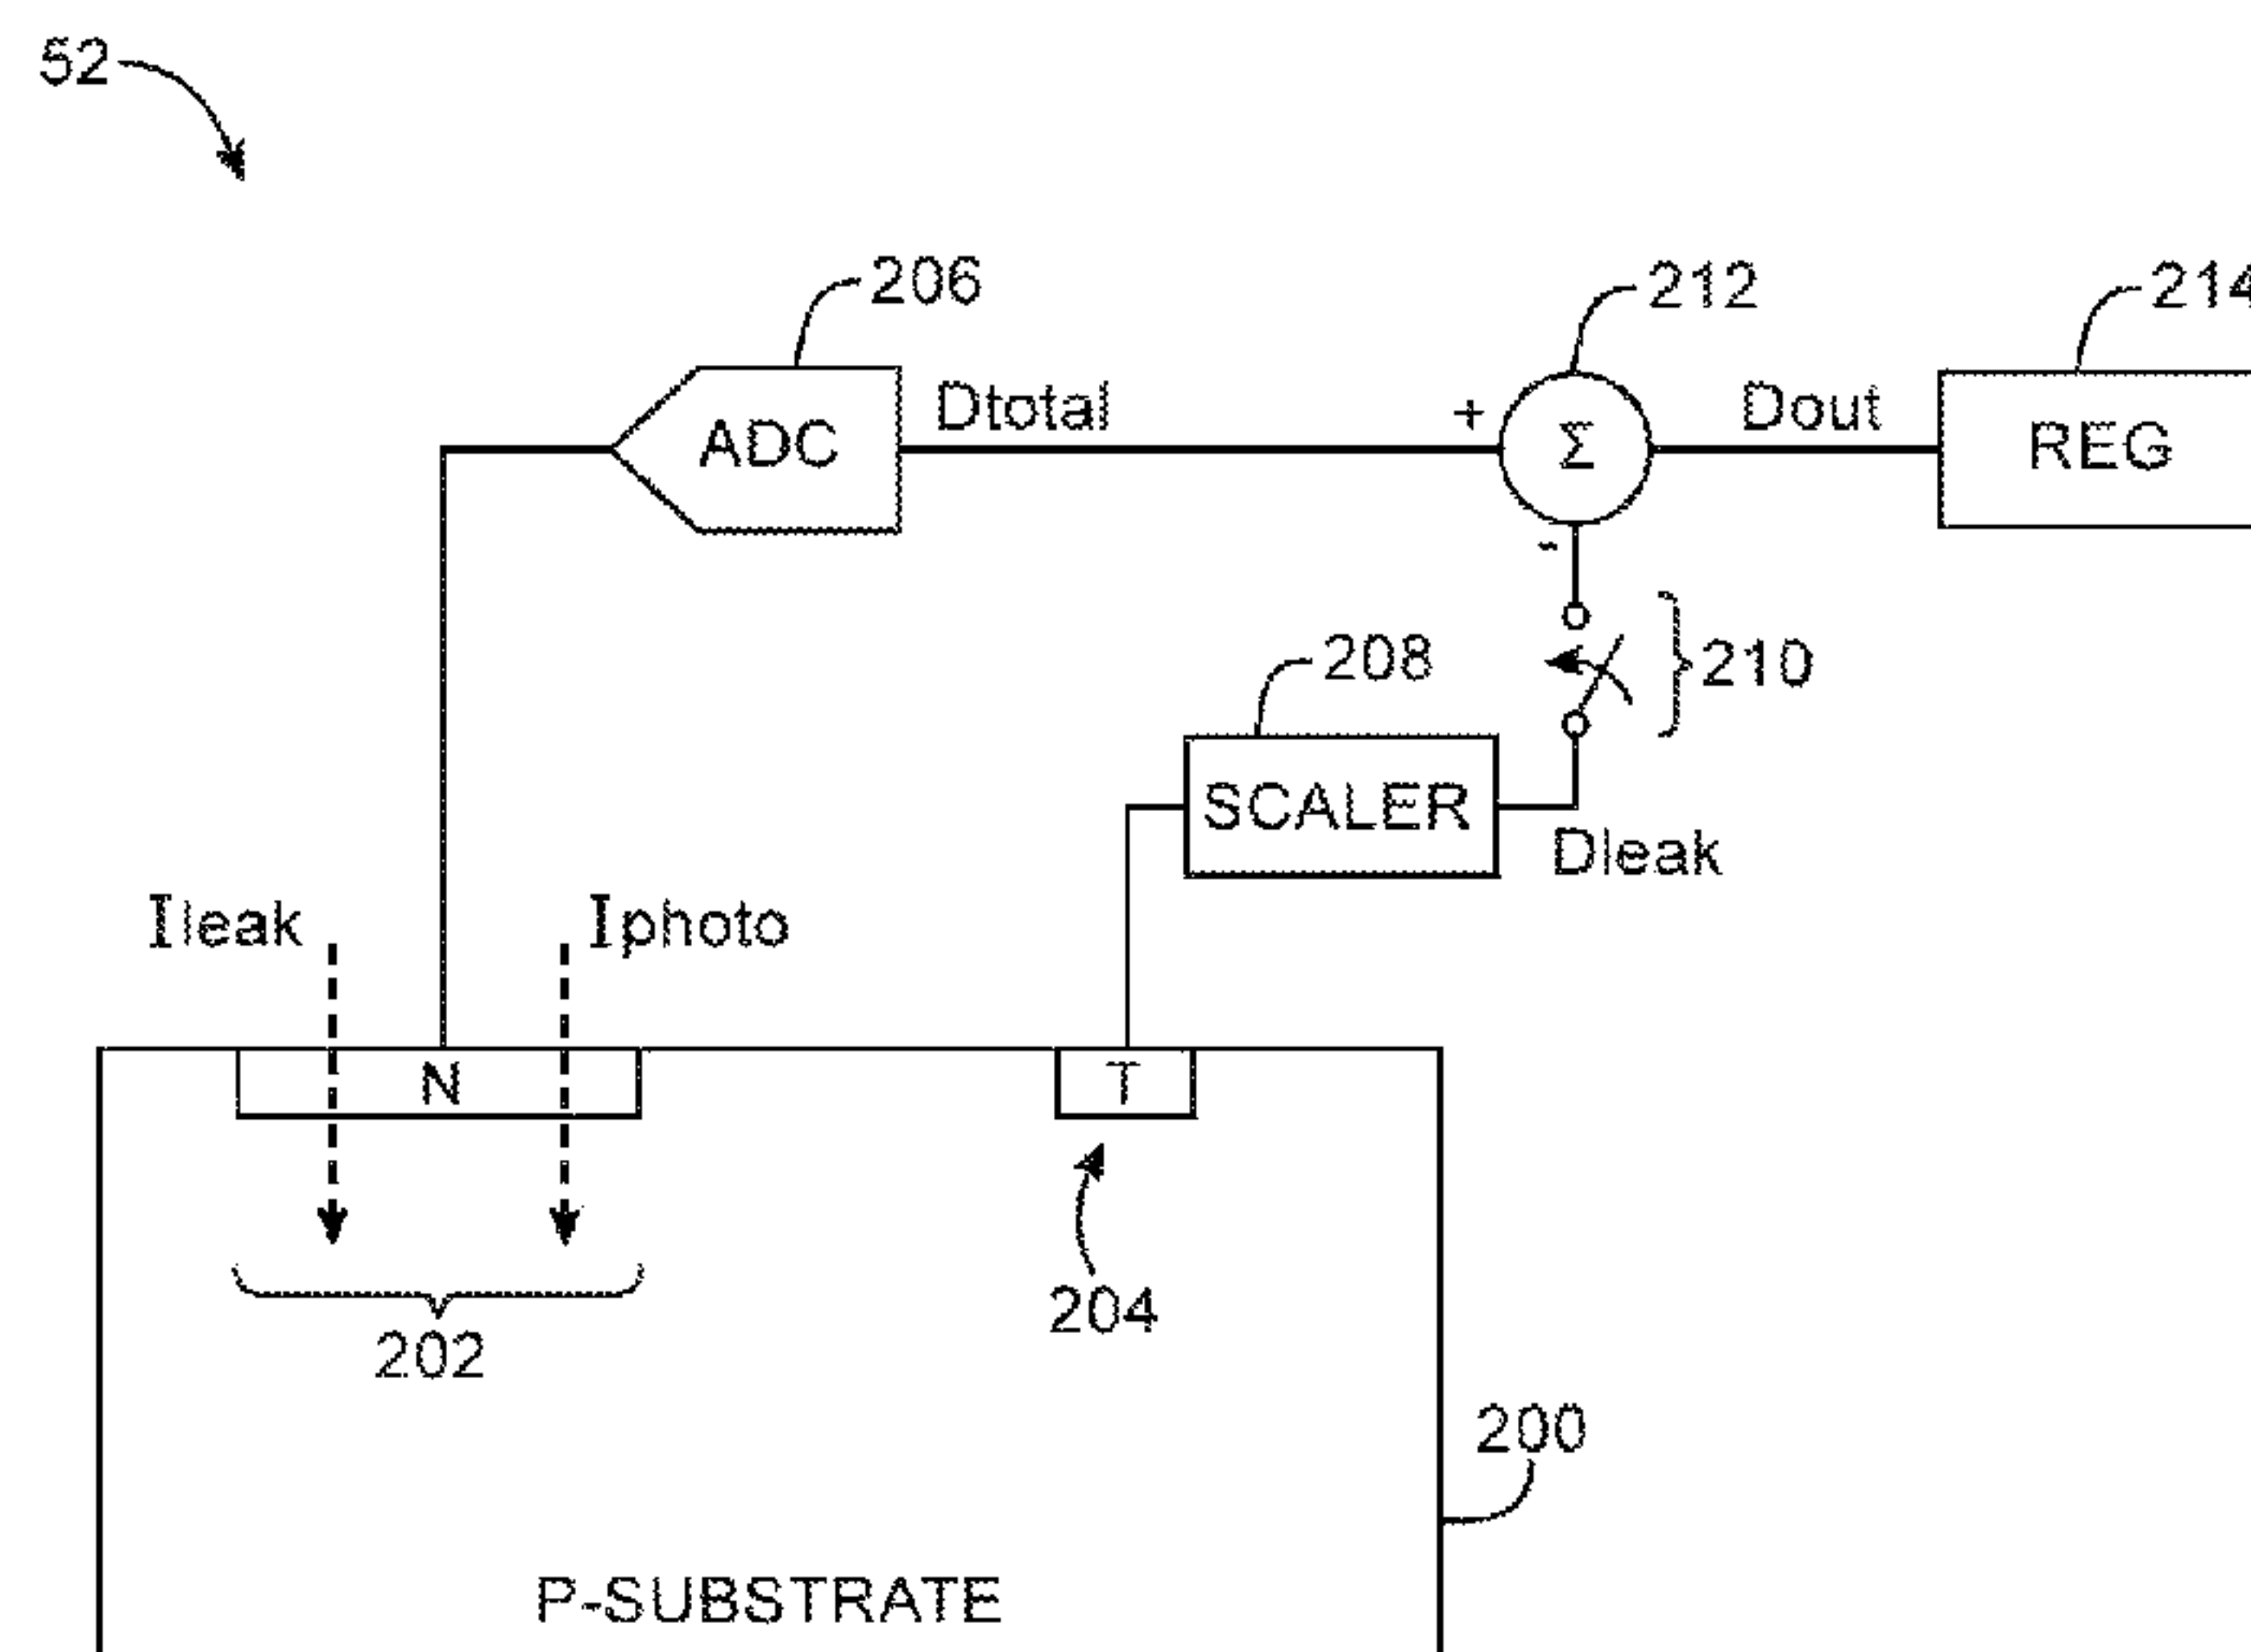 52
206
212
214
ADC
Dtotal
+
Σ
Dout
REG
-
208
210
SCALER
Dleak
Ileak
Iphoto
N
T
204
202
200
P-SUBSTRATE